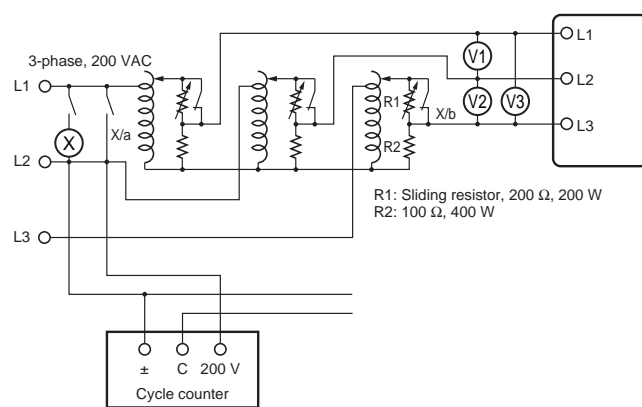 3-phase, 200 VAC
L1
L2
L3
X
X/a
R1
R2
X/b
V1
V2
V3
L1
L2
L3
R1: Sliding resistor, 200 Ω, 200 W
R2: 100 Ω, 400 W
± C 200 V
Cycle counter